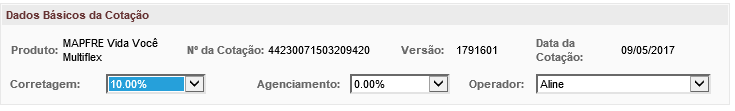 Dados Básicos da Cotação
Produto: MAPFRE Vida Você Multiflex Nº da Cotação: 44230071503209420 Versão: 1791601 Data da Cotação: 09/05/2017
Corretagem: 10.00% Agenciamento: 0.00% Operador: Aline